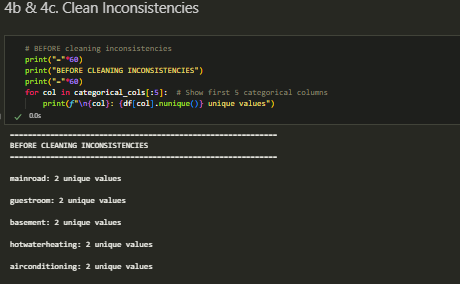 4b & 4c. Clean Inconsistencies
# BEFORE cleaning inconsistencies
print("="*60)
print("BEFORE CLEANING INCONSISTENCIES")
print("="*60)
for col in categorical_cols[:5]:  # Show first 5 categorical columns
    print(f"\n{col}: {df[col].nunique()} unique values")
✓ 0.0s
============================================================
BEFORE CLEANING INCONSISTENCIES
============================================================
mainroad: 2 unique values
guestroom: 2 unique values
basement: 2 unique values
hotwaterheating: 2 unique values
airconditioning: 2 unique values